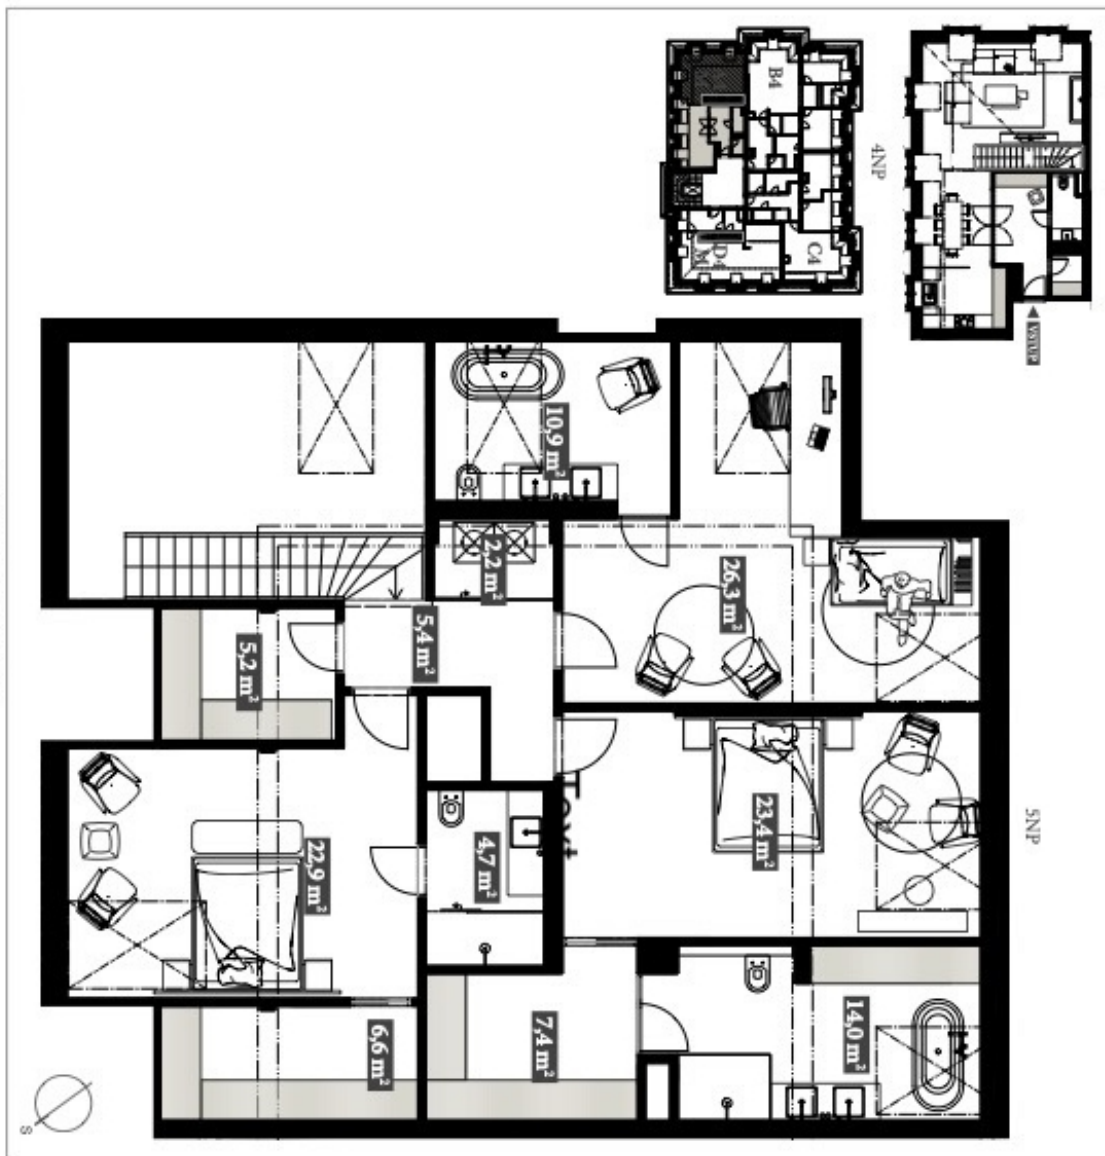 B4
4NP
C4
D4
A4
VSTUP
10,9 m²
2,2 m²
26,3 m²
5,4 m²
5,2 m²
5NP
23,4 m²
Text
4,7 m²
22,9 m²
14,0 m²
7,4 m²
6,6 m²
S